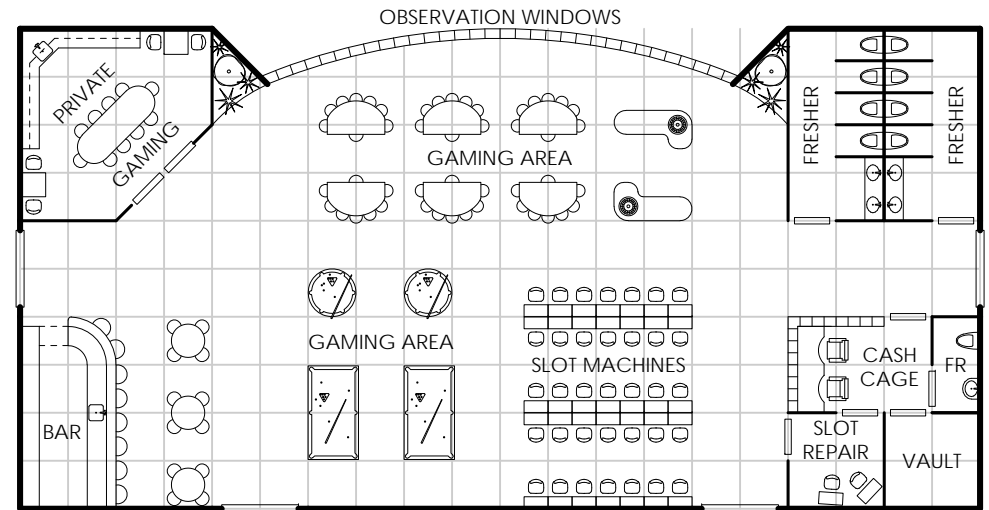 OBSERVATION WINDOWS
PRIVATE
GAMING
GAMING AREA
FRESHER
FRESHER
GAMING AREA
SLOT MACHINES
CASH
CAGE
FR
BAR
SLOT
REPAIR
VAULT